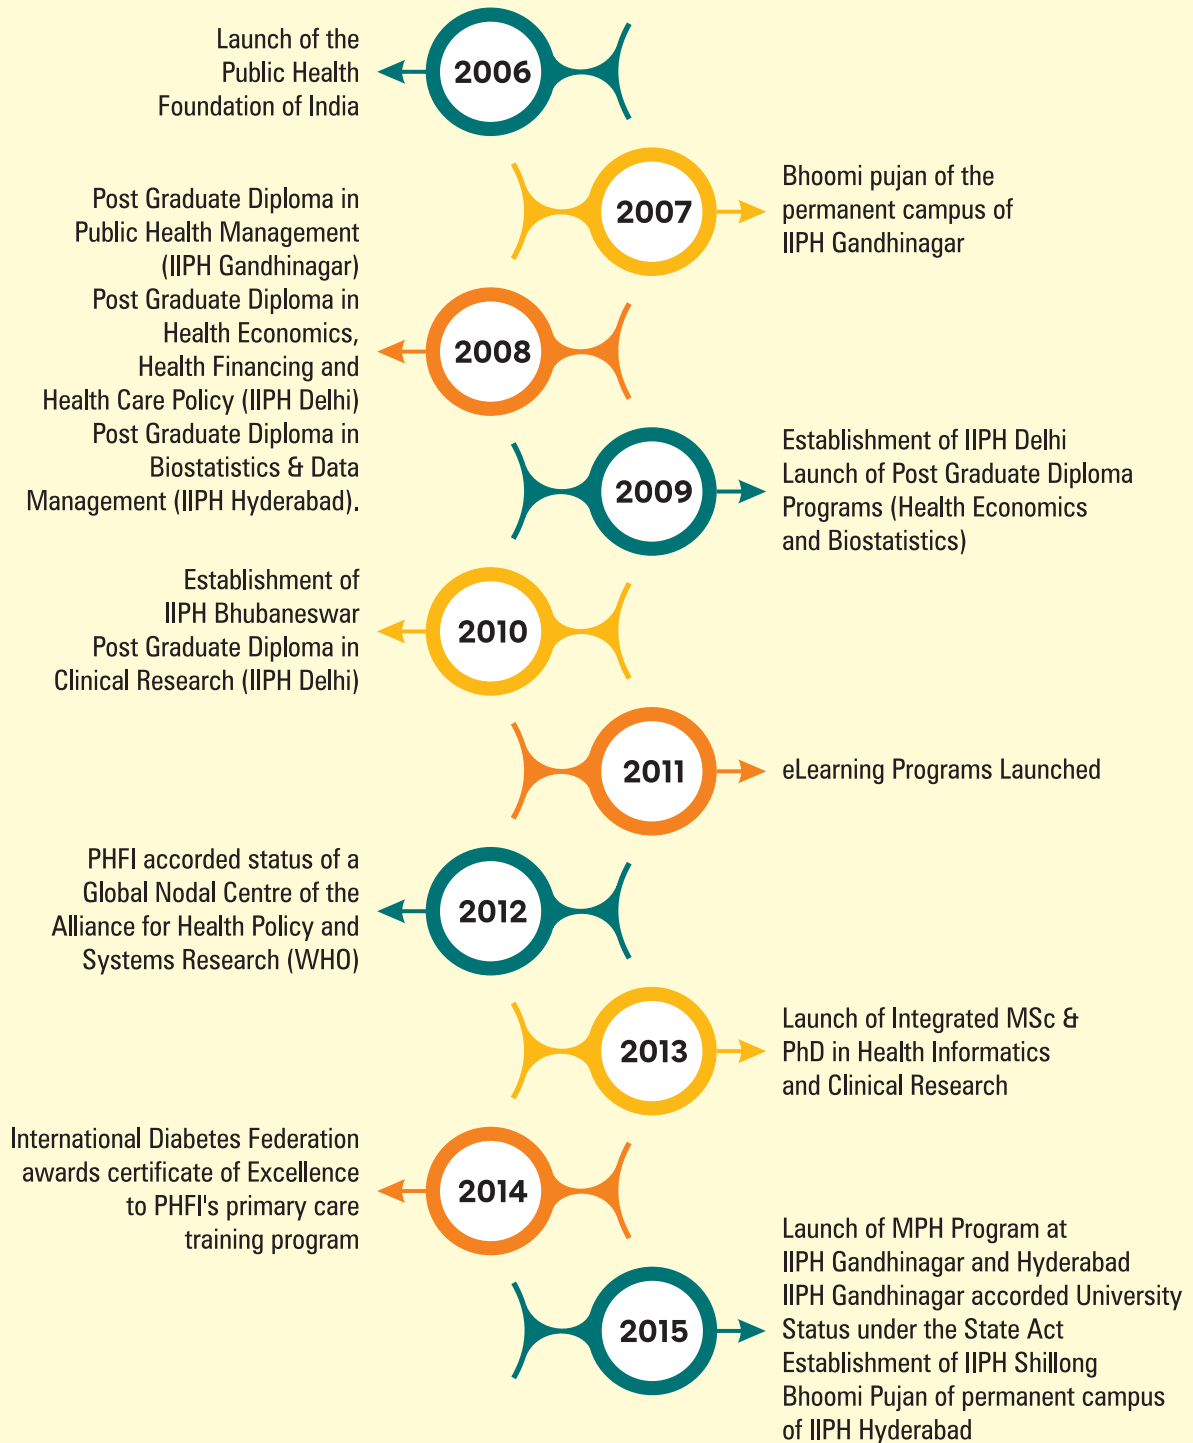 Launch of the
Public Health
Foundation of India
2006
2007
Bhoomi pujan of the
permanent campus of
IIPH Gandhinagar
Post Graduate Diploma in
Public Health Management
(IIPH Gandhinagar)
Post Graduate Diploma in
Health Economics,
Health Financing and
Health Care Policy (IIPH Delhi)
Post Graduate Diploma in
Biostatistics & Data
Management (IIPH Hyderabad).
2008
2009
Establishment of IIPH Delhi
Launch of Post Graduate Diploma
Programs (Health Economics
and Biostatistics)
Establishment of
IIPH Bhubaneswar
Post Graduate Diploma in
Clinical Research (IIPH Delhi)
2010
2011
eLearning Programs Launched
PHFI accorded status of a
Global Nodal Centre of the
Alliance for Health Policy and
Systems Research (WHO)
2012
2013
Launch of Integrated MSc &
PhD in Health Informatics
and Clinical Research
International Diabetes Federation
awards certificate of Excellence
to PHFI's primary care
training program
2014
2015
Launch of MPH Program at
IIPH Gandhinagar and Hyderabad
IIPH Gandhinagar accorded University
Status under the State Act
Establishment of IIPH Shillong
Bhoomi Pujan of permanent campus
of IIPH Hyderabad